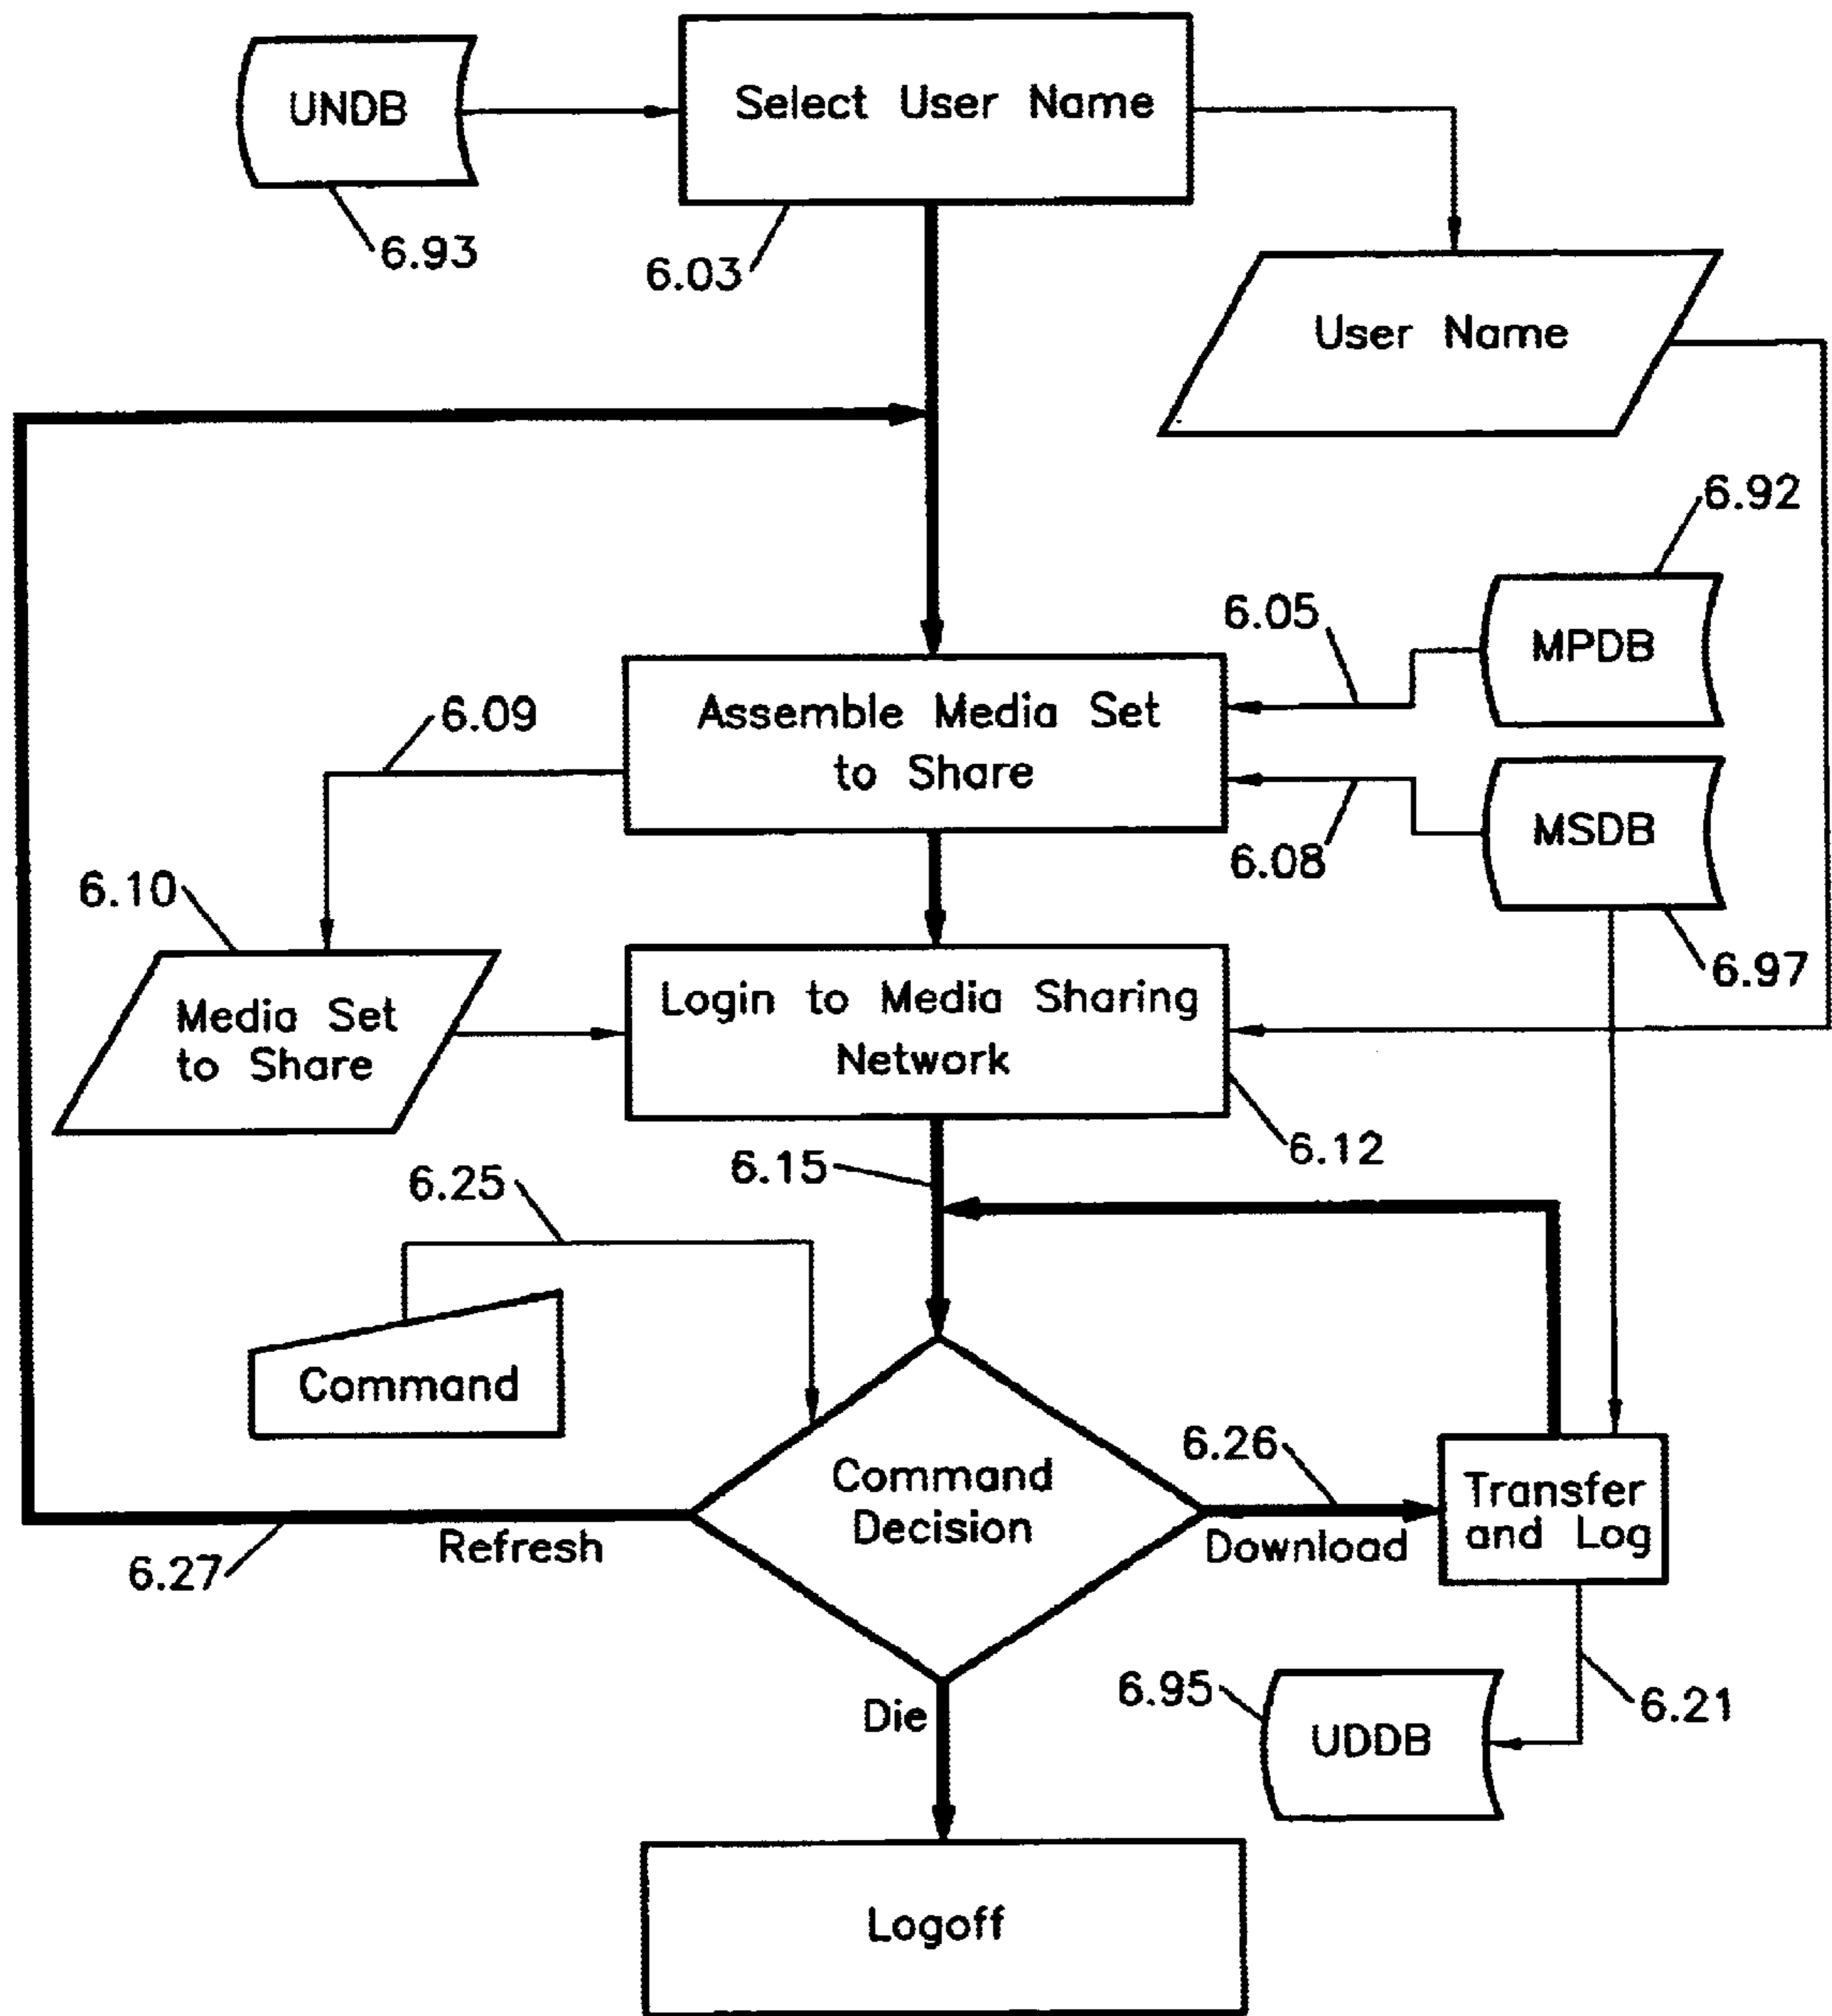 UNDB
Select User Name
6.93
6.03
User Name
6.92
6.05
MPDB
Assemble Media Set
to Share
6.09
MSDB
6.08
6.10
6.97
Media Set
to Share
Login to Media Sharing
Network
6.12
6.15
6.25
Command
Command
Decision
6.26
Download
Transfer
and Log
Refresh
6.27
6.21
6.95
UDDB
Die
Logoff